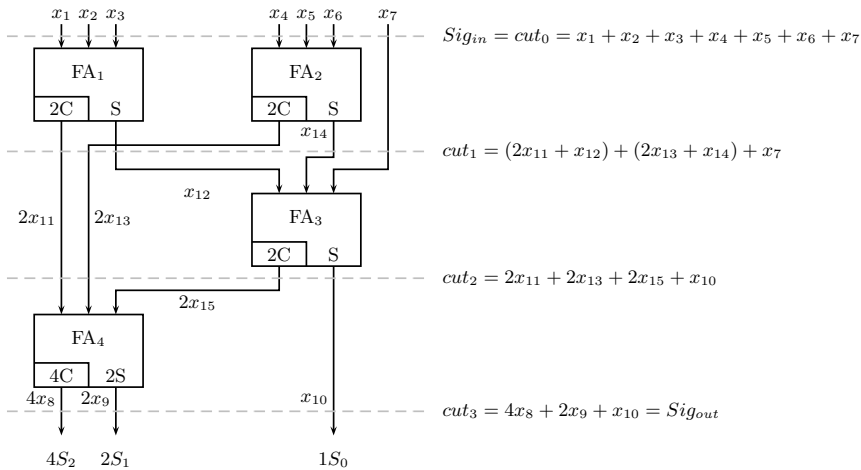 x₁ x₂ x₃ x₄ x₅ x₆ x₇
Sig_in = cut₀ = x₁ + x₂ + x₃ + x₄ + x₅ + x₆ + x₇
FA₁ FA₂
2C S 2C S
x₁₄
cut₁ = (2x₁₁ + x₁₂) + (2x₁₃ + x₁₄) + x₇
x₁₂
2x₁₁ 2x₁₃ FA₃
2C S
cut₂ = 2x₁₁ + 2x₁₃ + 2x₁₅ + x₁₀
2x₁₅
FA₄
4C 2S
4x₈ 2x₉ x₁₀
cut₃ = 4x₈ + 2x₉ + x₁₀ = Sig_out
4S₂ 2S₁ 1S₀